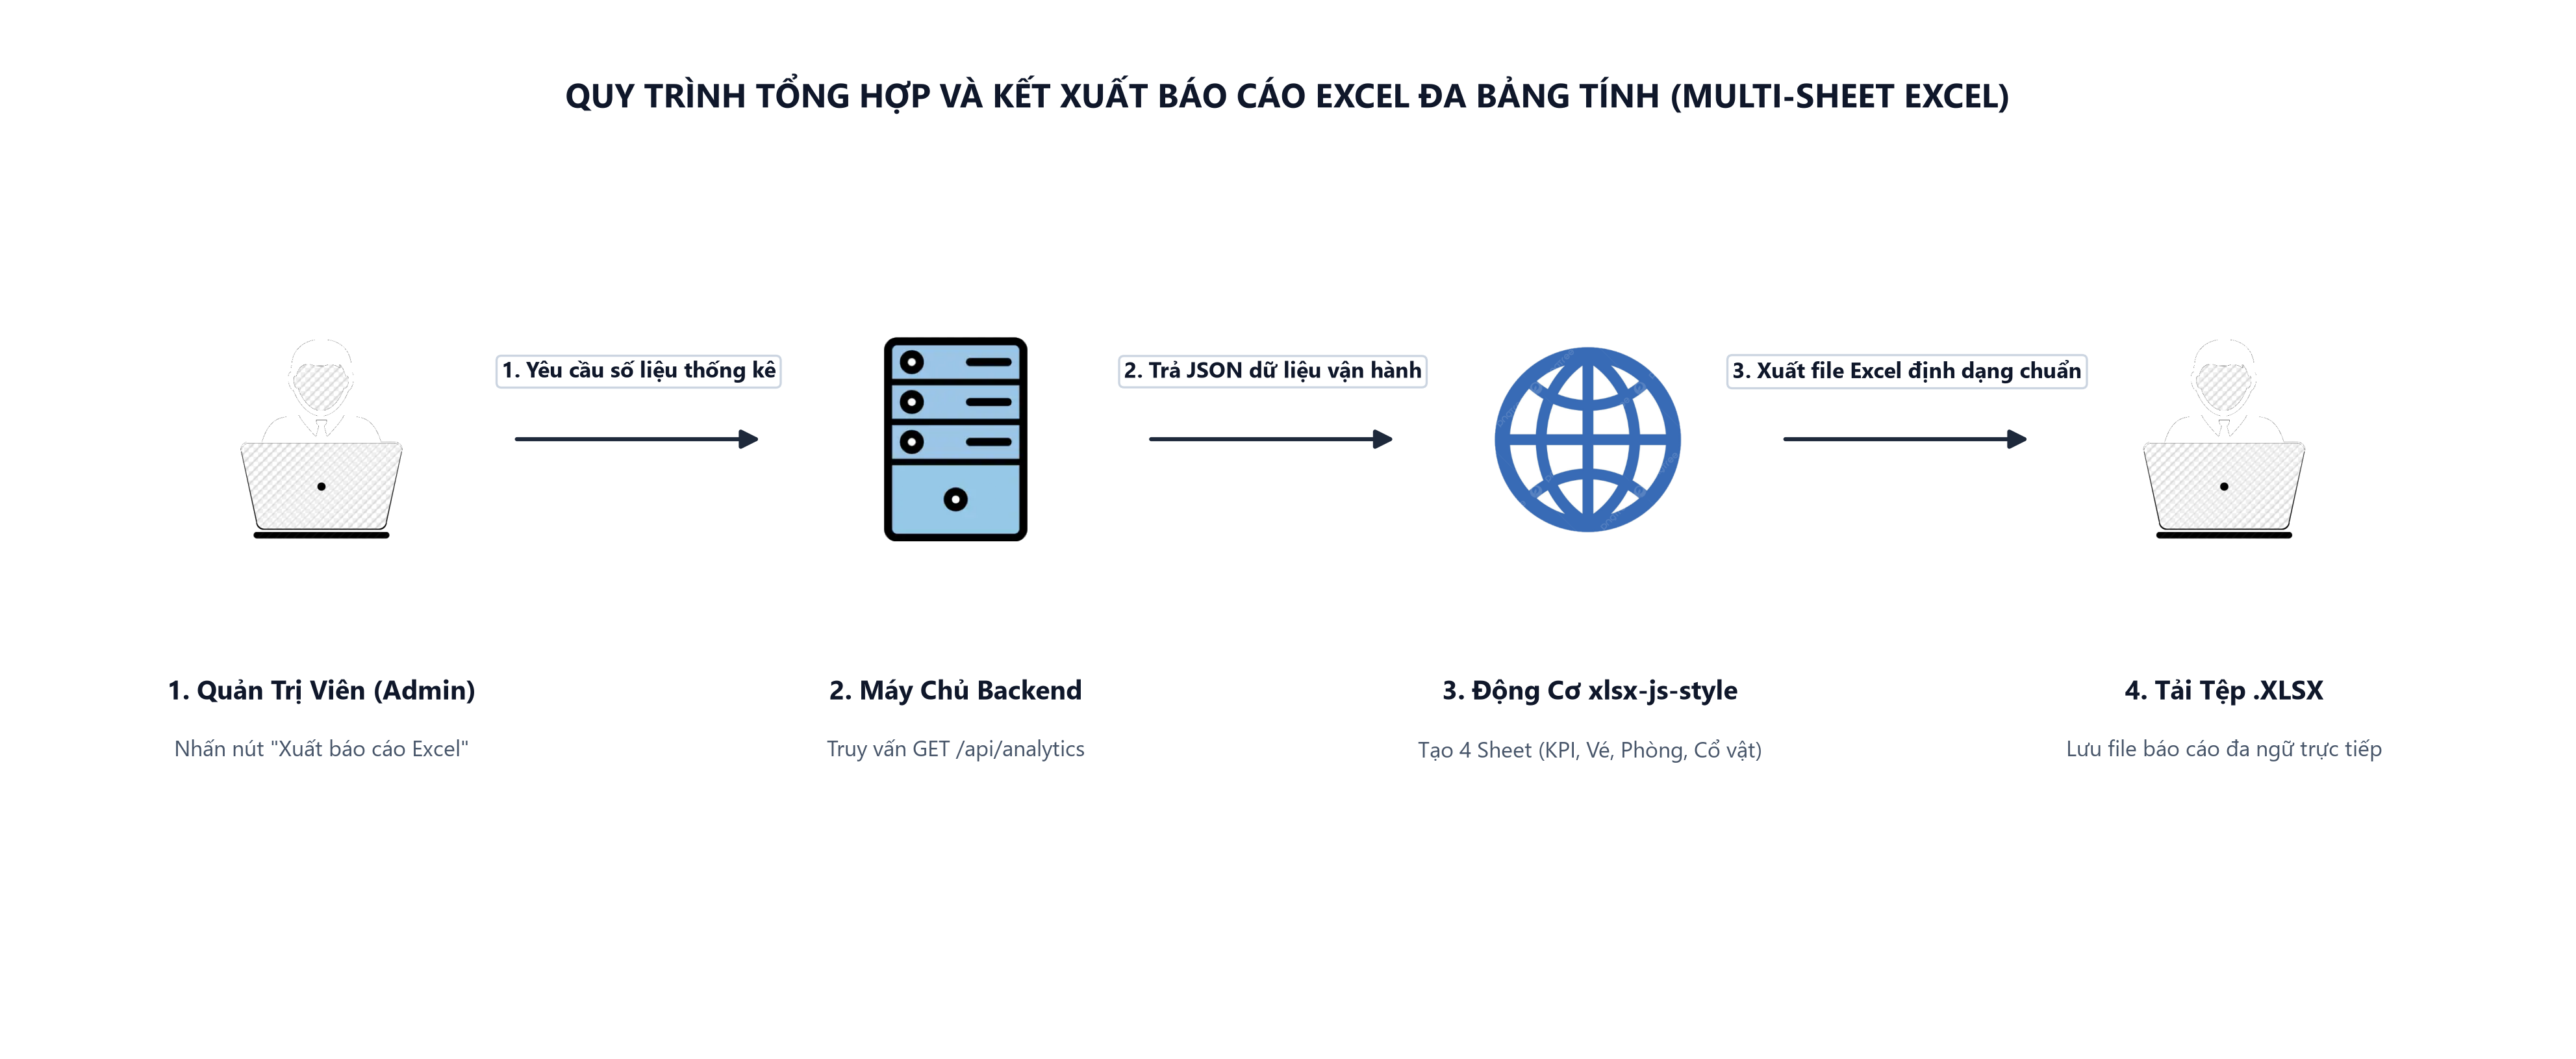 QUY TRÌNH TỔNG HỢP VÀ KẾT XUẤT BÁO CÁO EXCEL ĐA BẢNG TÍNH (MULTI-SHEET EXCEL)
1. Yêu cầu số liệu thống kê
2. Trả JSON dữ liệu vận hành
3. Xuất file Excel định dạng chuẩn
1. Quản Trị Viên (Admin)
2. Máy Chủ Backend
3. Động Cơ xlsx-js-style
4. Tải Tệp .XLSX
Nhấn nút "Xuất báo cáo Excel"
Truy vấn GET /api/analytics
Tạo 4 Sheet (KPI, Vé, Phòng, Cổ vật)
Lưu file báo cáo đa ngữ trực tiếp